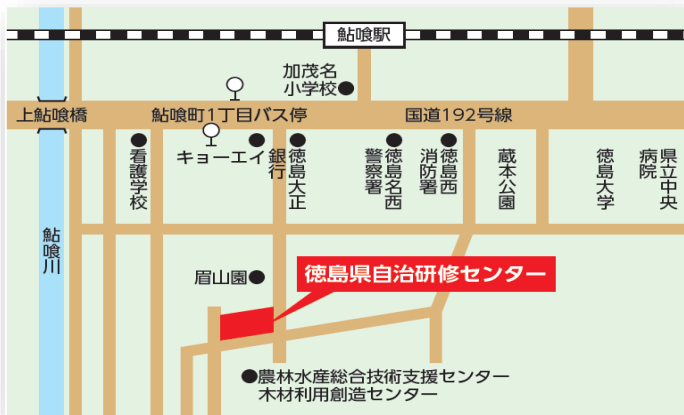 鮎喰駅
加茂名
小学校
上鮎喰橋
鮎喰町1丁目バス停
国道192号線
看護学校
キョーエイ
徳島大正
銀行
徳島名西
警察署
徳島西
消防署
蔵本公園
徳島大学
県立中央
病院
鮎喰川
眉山園
徳島県自治研修センター
農林水産総合技術支援センター
木材利用創造センター